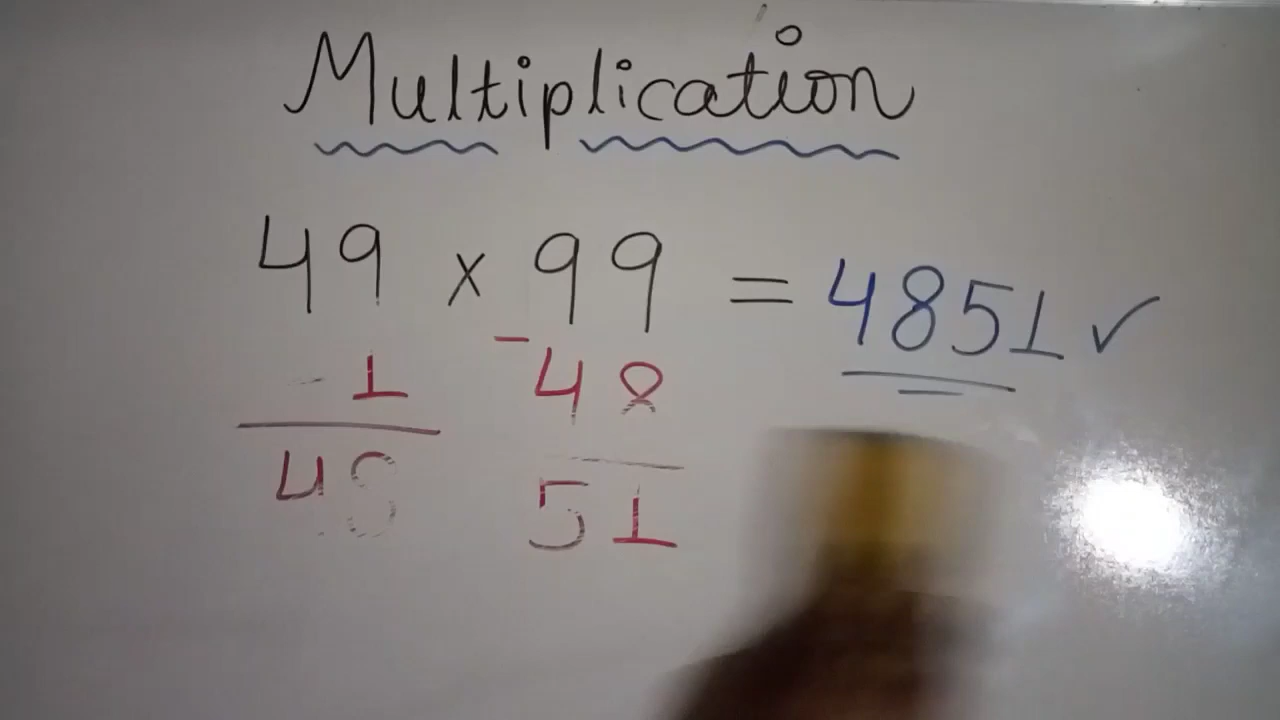 Multiplication
49 × 99 = 4851 ✓
- 1 - 48
48 51